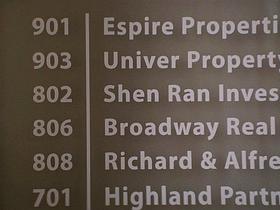 901 Espire Properti
903 Univer Property
802 Shen Ran Inves
806 Broadway Real
808 Richard & Alfre
701 Highland Partn